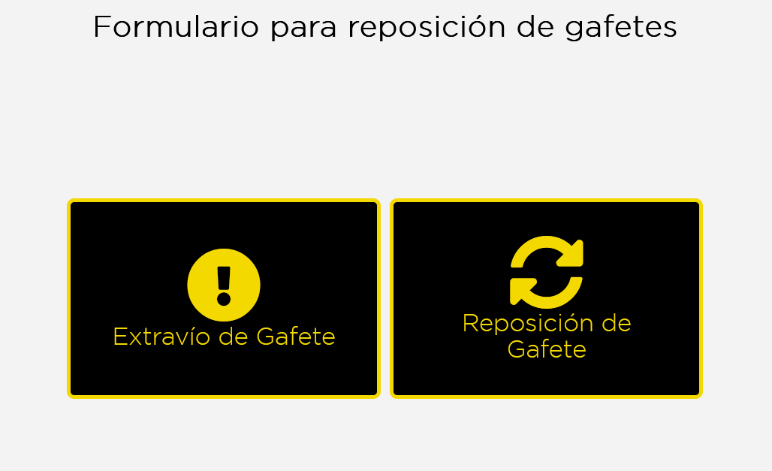 Formulario para reposición de gafetes
Extravío de Gafete
Reposición de
Gafete